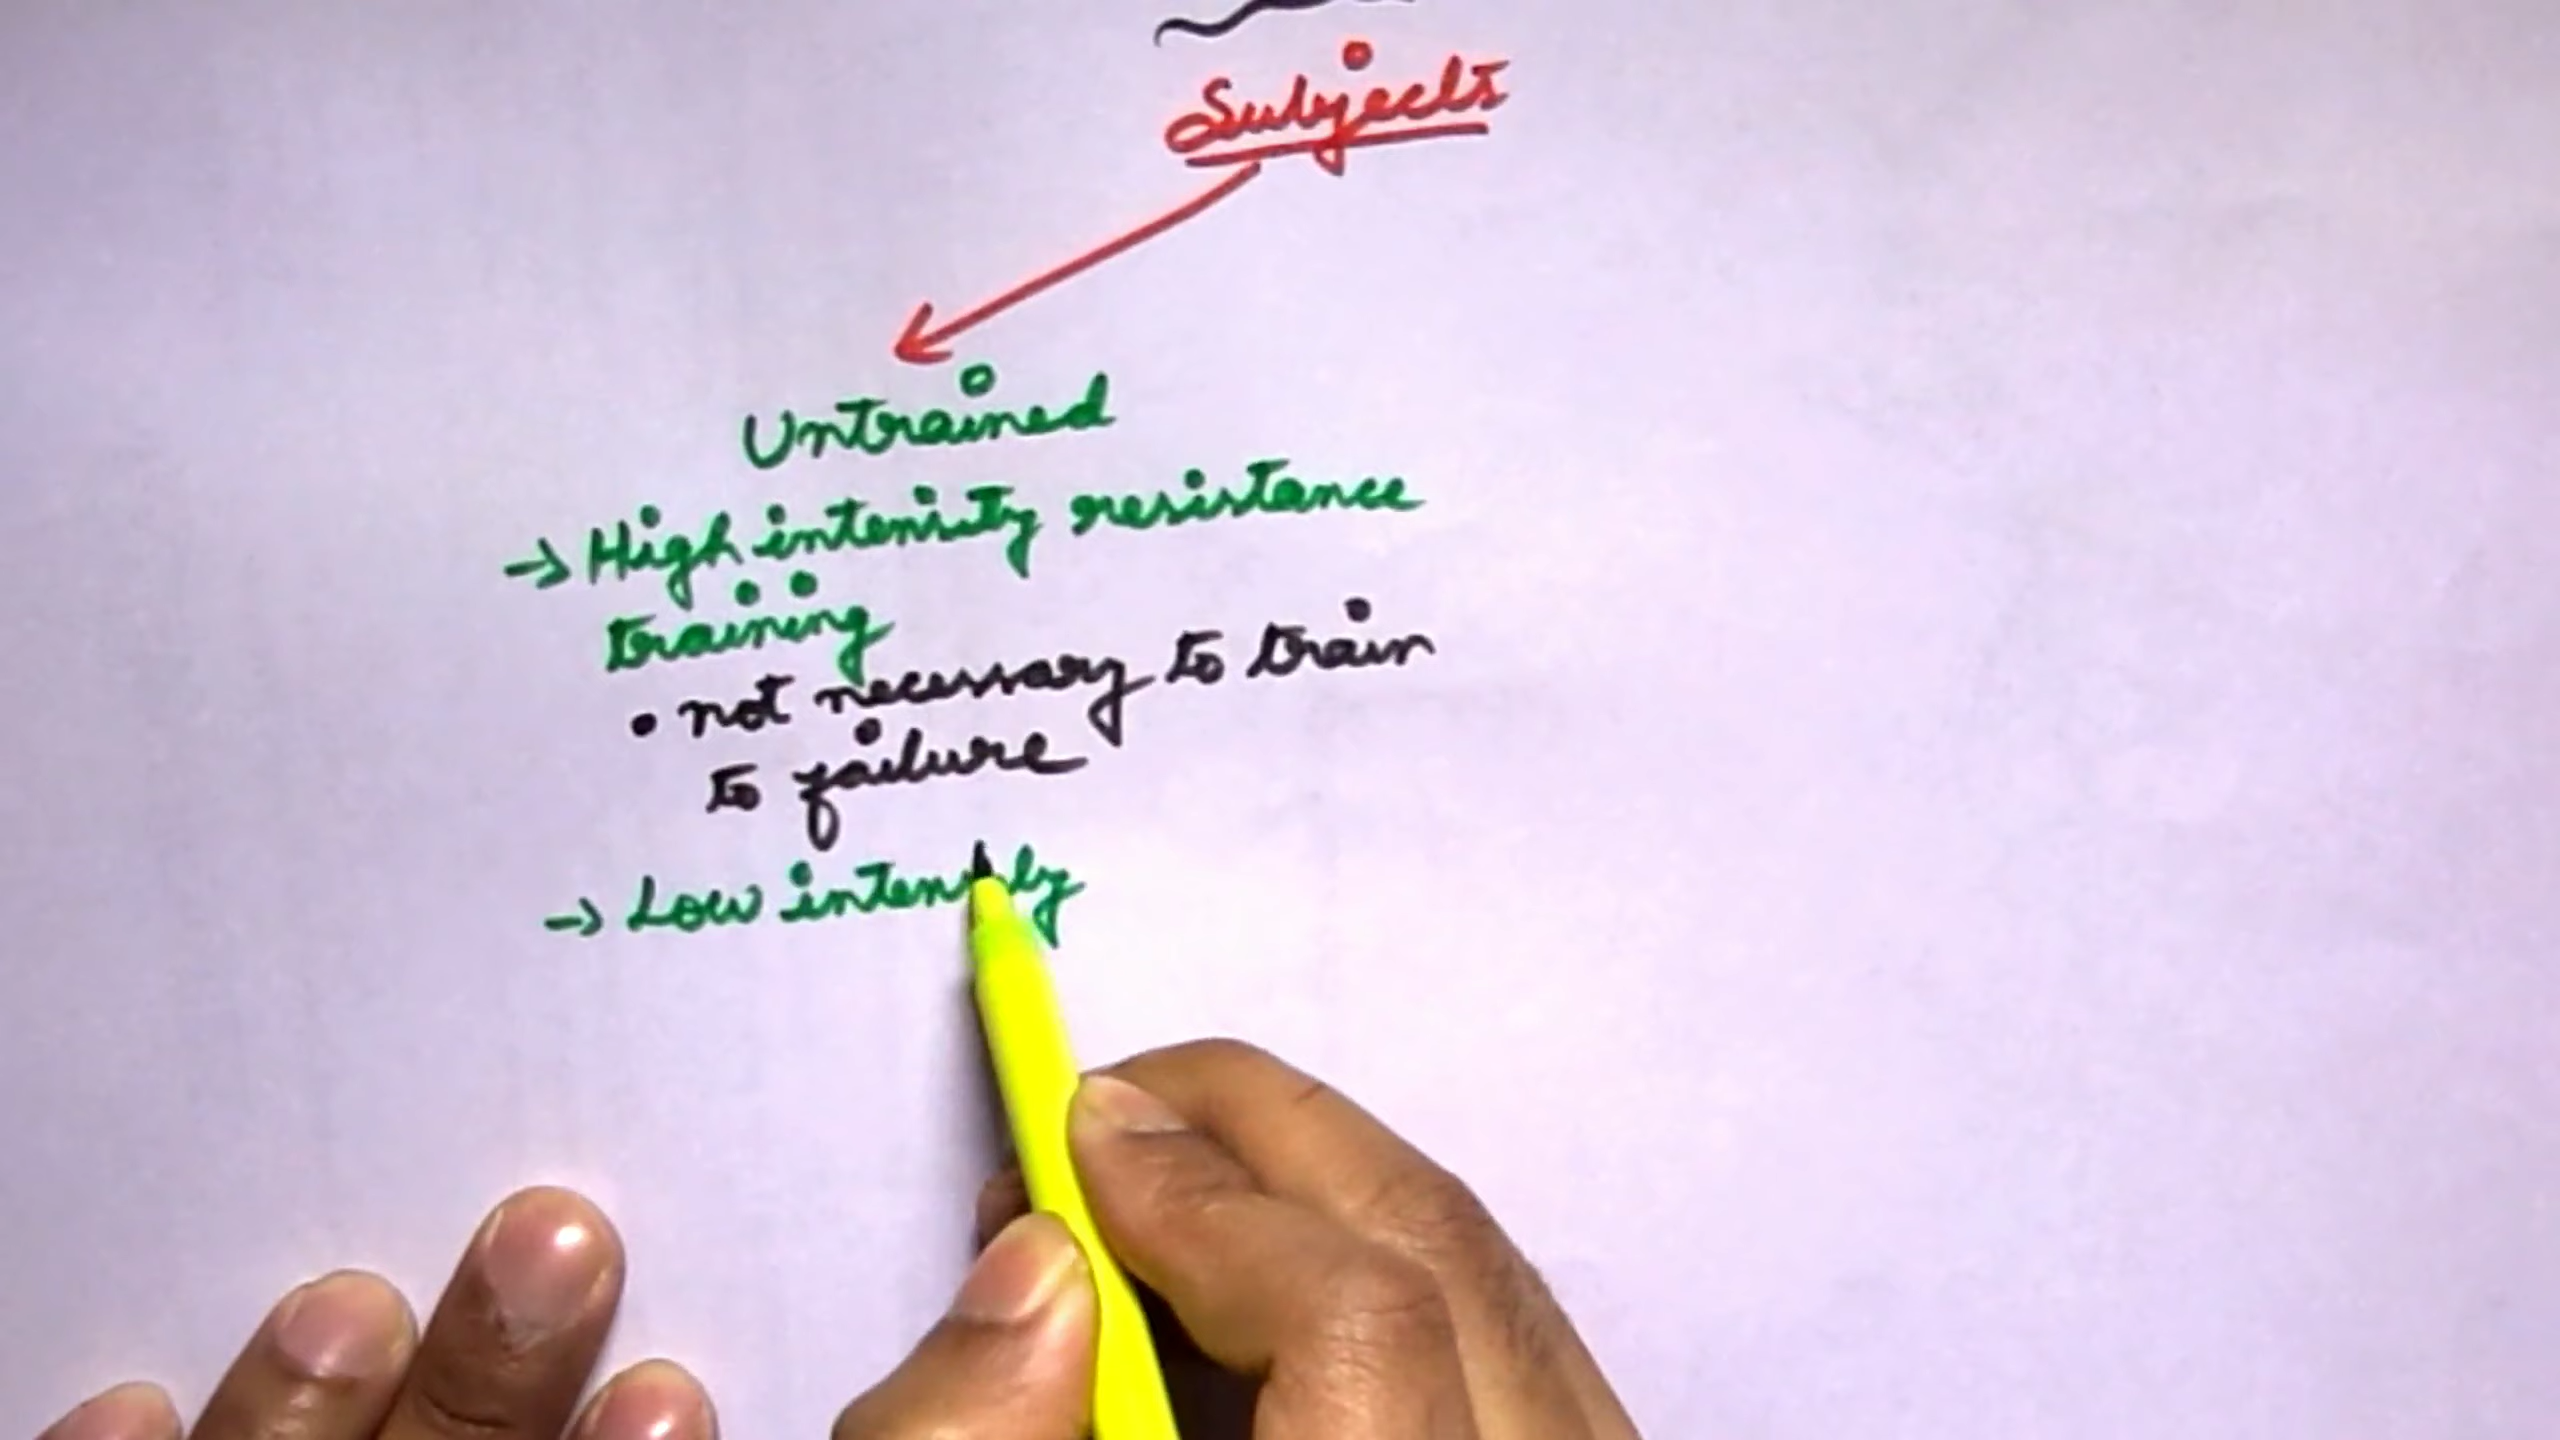 Subjects
Untrained
→ High intensity resistance
training
• not necessary to train
to failure
→ Low intensity